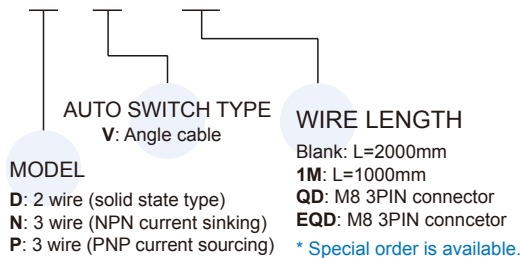 AUTO SWITCH TYPE
V: Angle cable
WIRE LENGTH
Blank: L=2000mm
1M: L=1000mm
QD: M8 3PIN connector
EQD: M8 3PIN conncetor
* Special order is available.
MODEL
D: 2 wire (solid state type)
N: 3 wire (NPN current sinking)
P: 3 wire (PNP current sourcing)